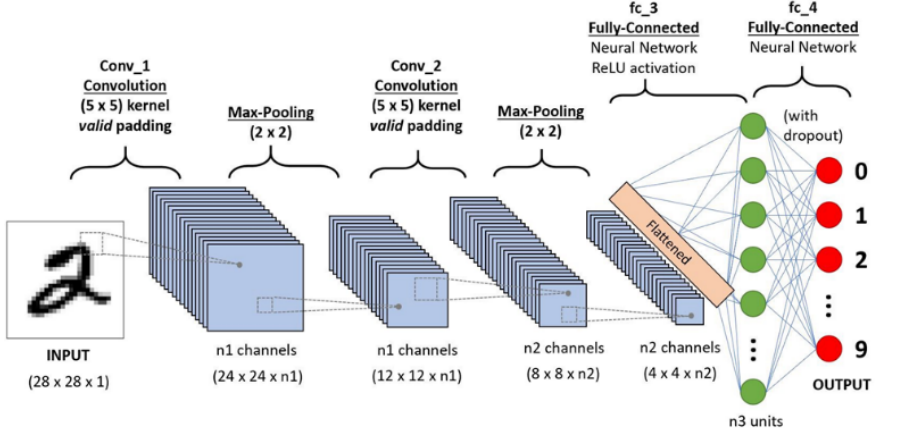 Conv_1
Convolution
(5 x 5) kernel
valid padding
Max-Pooling
(2 x 2)
Conv_2
Convolution
(5 x 5) kernel
valid padding
Max-Pooling
(2 x 2)
fc_3
Fully-Connected
Neural Network
ReLU activation
fc_4
Fully-Connected
Neural Network
(with
dropout)
2
Flattened
0
1
2
9
INPUT
(28 x 28 x 1)
n1 channels
(24 x 24 x n1)
n1 channels
(12 x 12 x n1)
n2 channels
(8 x 8 x n2)
n2 channels
(4 x 4 x n2)
OUTPUT
n3 units